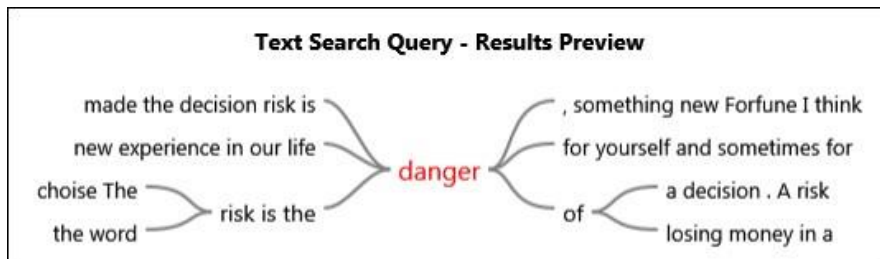 Text Search Query - Results Preview
made the decision risk is
new experience in our life
choise The
the word
risk is the
danger
, something new Forfune I think
for yourself and sometimes for
of
a decision . A risk
losing money in a